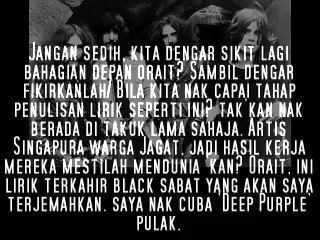 Jangan sedih, kita dengar sikit lagi
bahagian depan orait? Sambil dengar
fikirkanlah/ Bila kita nak capai tahap
penulisan lirik seperti ini? tak kan nak
berada di takuk lama sahaja. Artis
Singapura warga Jagat, jadi hasil kerja
mereka mestilah mendunia 'kan? Orait, ini
lirik terkahir black sabat yang akan saya
terjemahkan. saya nak cuba 'Deep Purple'
pulak.